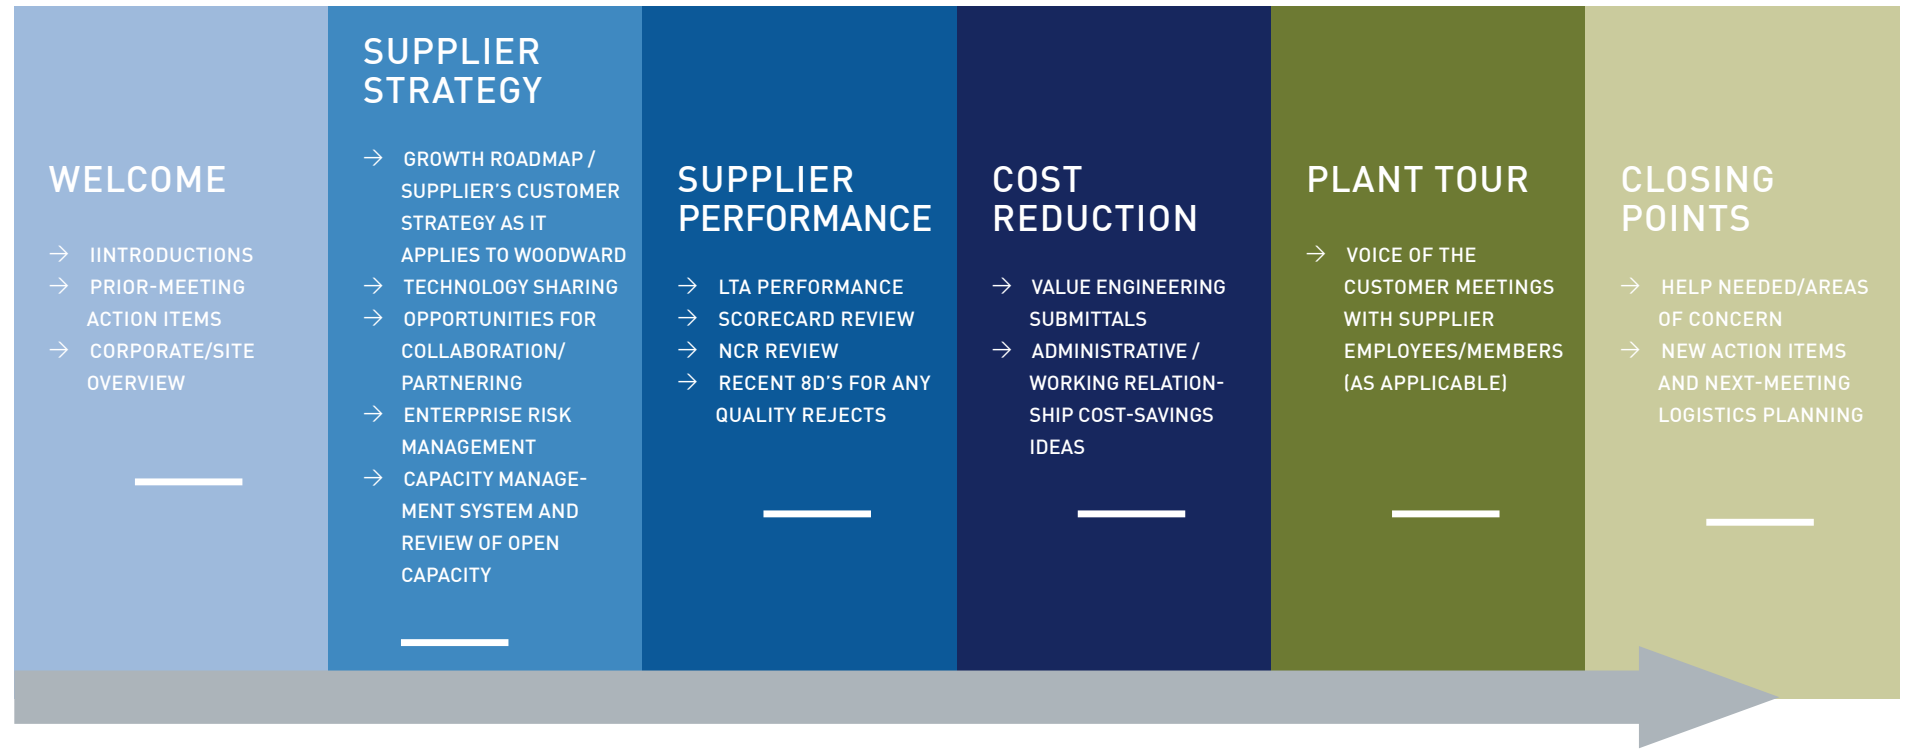 WELCOME
→ IINTRODUCTIONS
→ PRIOR-MEETING
ACTION ITEMS
→ CORPORATE/SITE
OVERVIEW
SUPPLIER
STRATEGY
→ GROWTH ROADMAP /
SUPPLIER'S CUSTOMER
STRATEGY AS IT
APPLIES TO WOODWARD
→ TECHNOLOGY SHARING
→ OPPORTUNITIES FOR
COLLABORATION/
PARTNERING
→ ENTERPRISE RISK
MANAGEMENT
→ CAPACITY MANAGE-
MENT SYSTEM AND
REVIEW OF OPEN
CAPACITY
SUPPLIER
PERFORMANCE
→ LTA PERFORMANCE
→ SCORECARD REVIEW
→ NCR REVIEW
→ RECENT 8D'S FOR ANY
QUALITY REJECTS
COST
REDUCTION
→ VALUE ENGINEERING
SUBMITTALS
→ ADMINISTRATIVE /
WORKING RELATION-
SHIP COST-SAVINGS
IDEAS
PLANT TOUR
→ VOICE OF THE
CUSTOMER MEETINGS
WITH SUPPLIER
EMPLOYEES/MEMBERS
(AS APPLICABLE)
CLOSING
POINTS
→ HELP NEEDED/AREAS
OF CONCERN
→ NEW ACTION ITEMS
AND NEXT-MEETING
LOGISTICS PLANNING